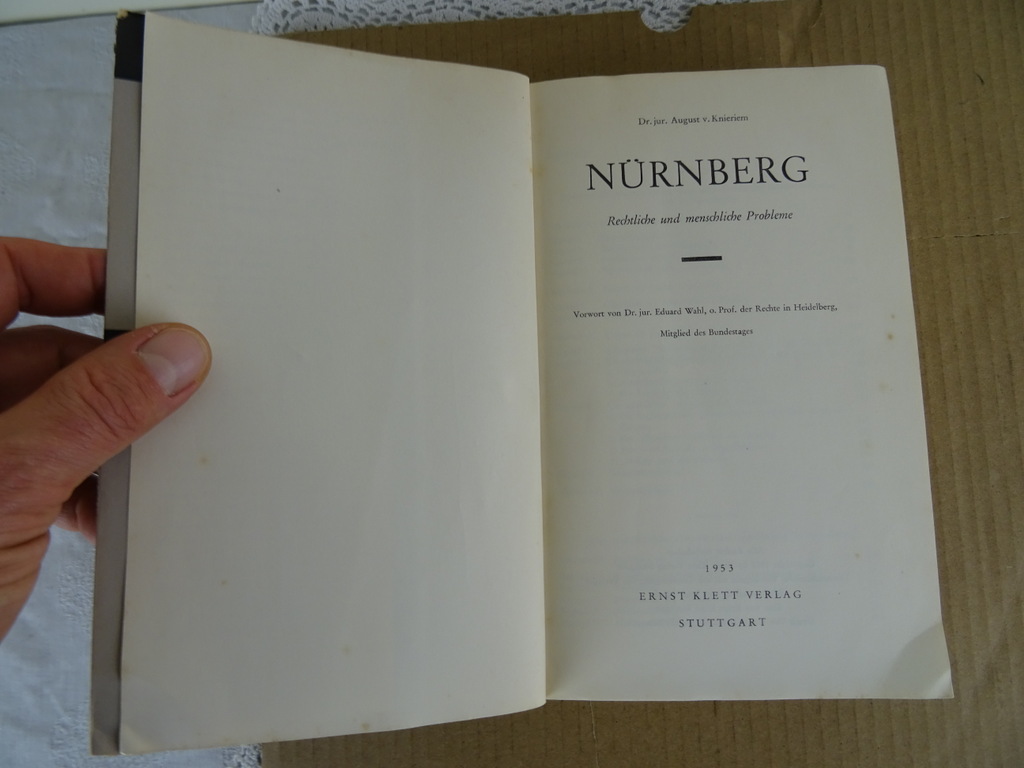 Dr. jur. August v. Knieriem
NÜRNBERG
Rechtliche und menschliche Probleme
Vorwort von Dr. jur. Eduard Wahl, o. Prof. der Rechte in Heidelberg,
Mitglied des Bundestages
1953
ERNST KLETT VERLAG
STUTTGART